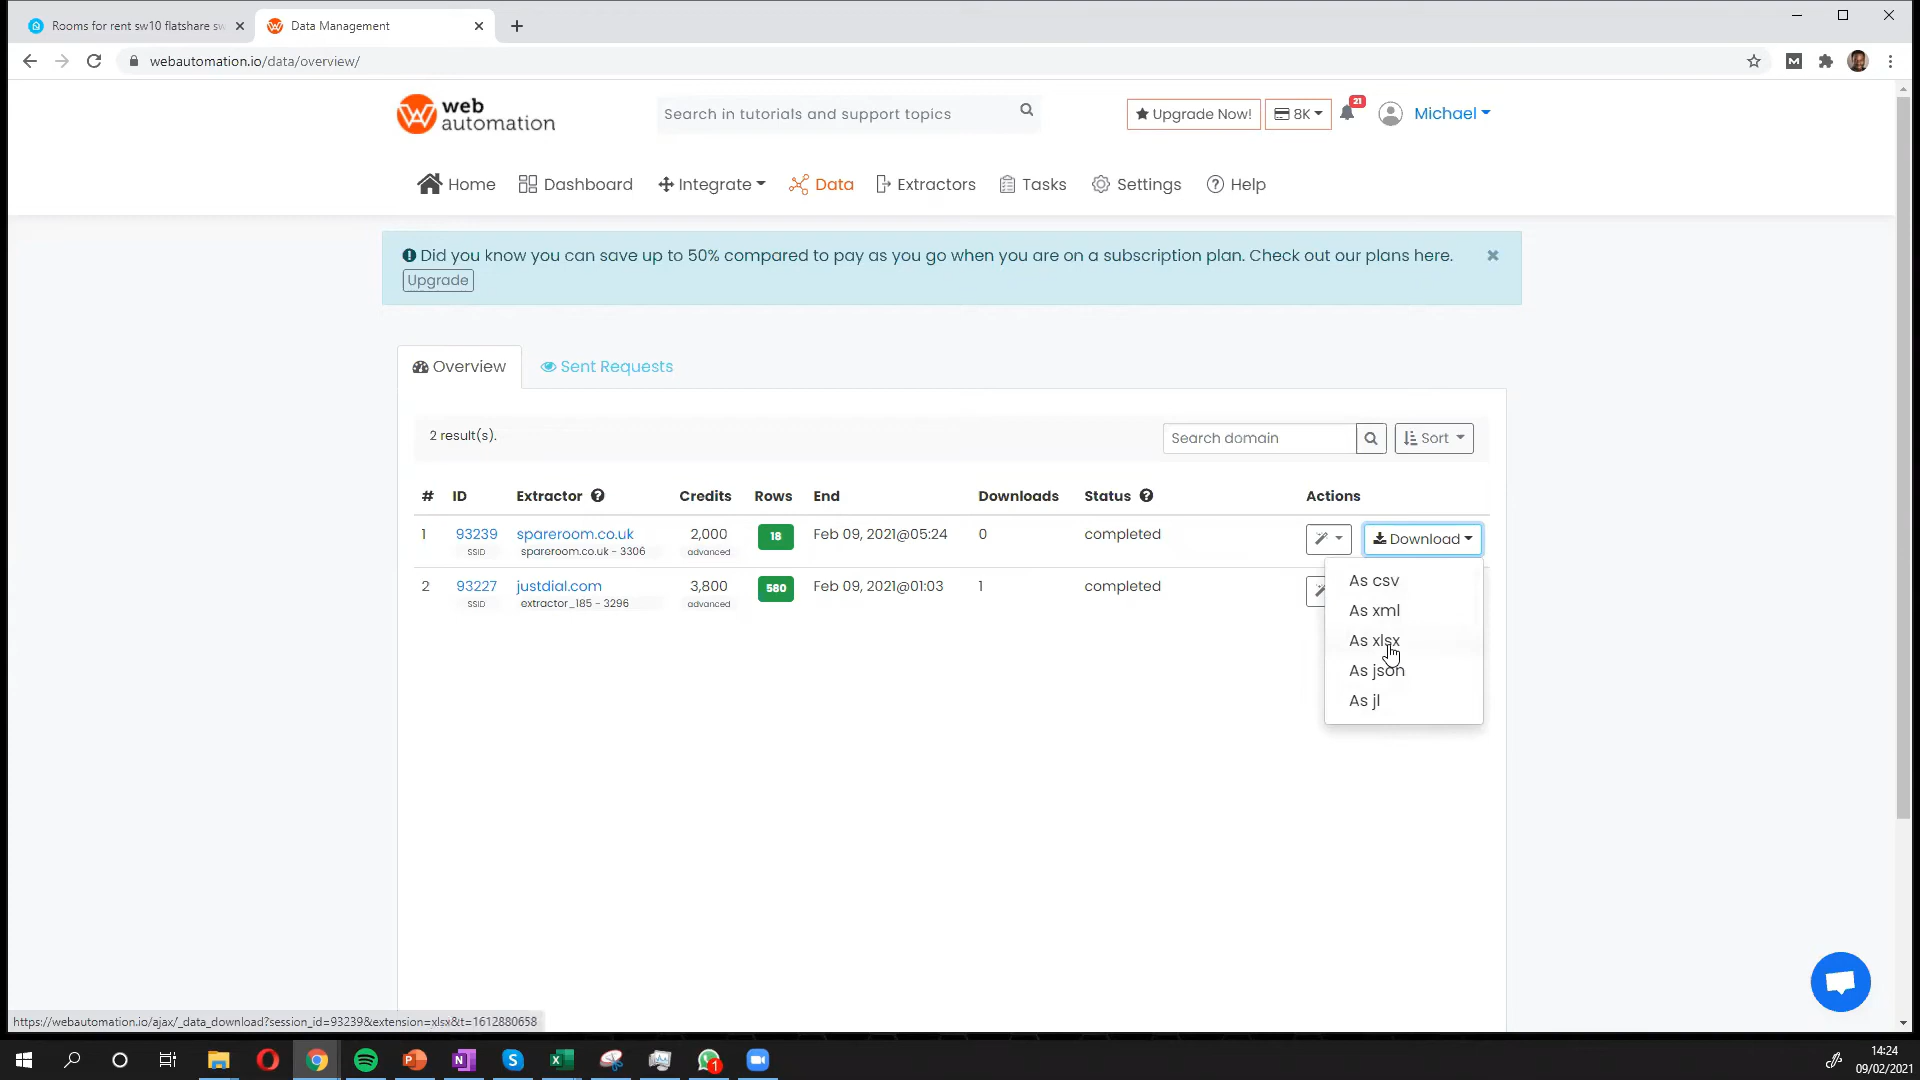 Rooms for rent sw10 flatshare sw
Data Management
webautomation.io/data/overview/
web
automation
Search in tutorials and support topics
Upgrade Now!
8K
21
Michael
Home
Dashboard
Integrate
Data
Extractors
Tasks
Settings
Help
Did you know you can save up to 50% compared to pay as you go when you are on a subscription plan. Check out our plans here.
Upgrade
Overview
Sent Requests
2 result(s).
Search domain
Sort
# ID Extractor Credits Rows End Downloads Status Actions
1 93239 spareroom.co.uk 2,000 18 Feb 09, 2021@05:24 0 completed Download
SSID spareroom.co.uk - 3306 advanced
2 93227 justdial.com 3,800 580 Feb 09, 2021@01:03 1 completed
SSID extractor_185 - 3296 advanced
As csv
As xml
As xlsx
As json
As jl
https://webautomation.io/ajax/_data_download?session_id=93239&extension=xlsx&t=1612880658
1
14:24
09/02/2021